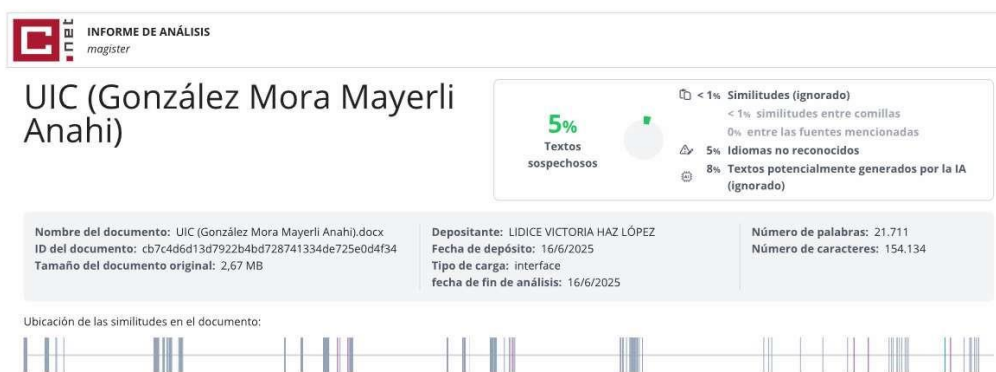 C .net
INFORME DE ANÁLISIS
magister
UIC (González Mora Mayerli
Anahi)
5%
Textos
sospechosos
< 1% Similitudes (ignorado)
< 1% similitudes entre comillas
0% entre las fuentes mencionadas
5% Idiomas no reconocidos
8% Textos potencialmente generados por la IA
(ignorado)
Nombre del documento: UIC (González Mora Mayerli Anahi).docx
ID del documento: cb7c4d6d13d7922b4bd728741334de725e0d4f34
Tamaño del documento original: 2,67 MB
Depositante: LIDICE VICTORIA HAZ LÓPEZ
Fecha de depósito: 16/6/2025
Tipo de carga: interface
fecha de fin de análisis: 16/6/2025
Número de palabras: 21.711
Número de caracteres: 154.134
Ubicación de las similitudes en el documento: